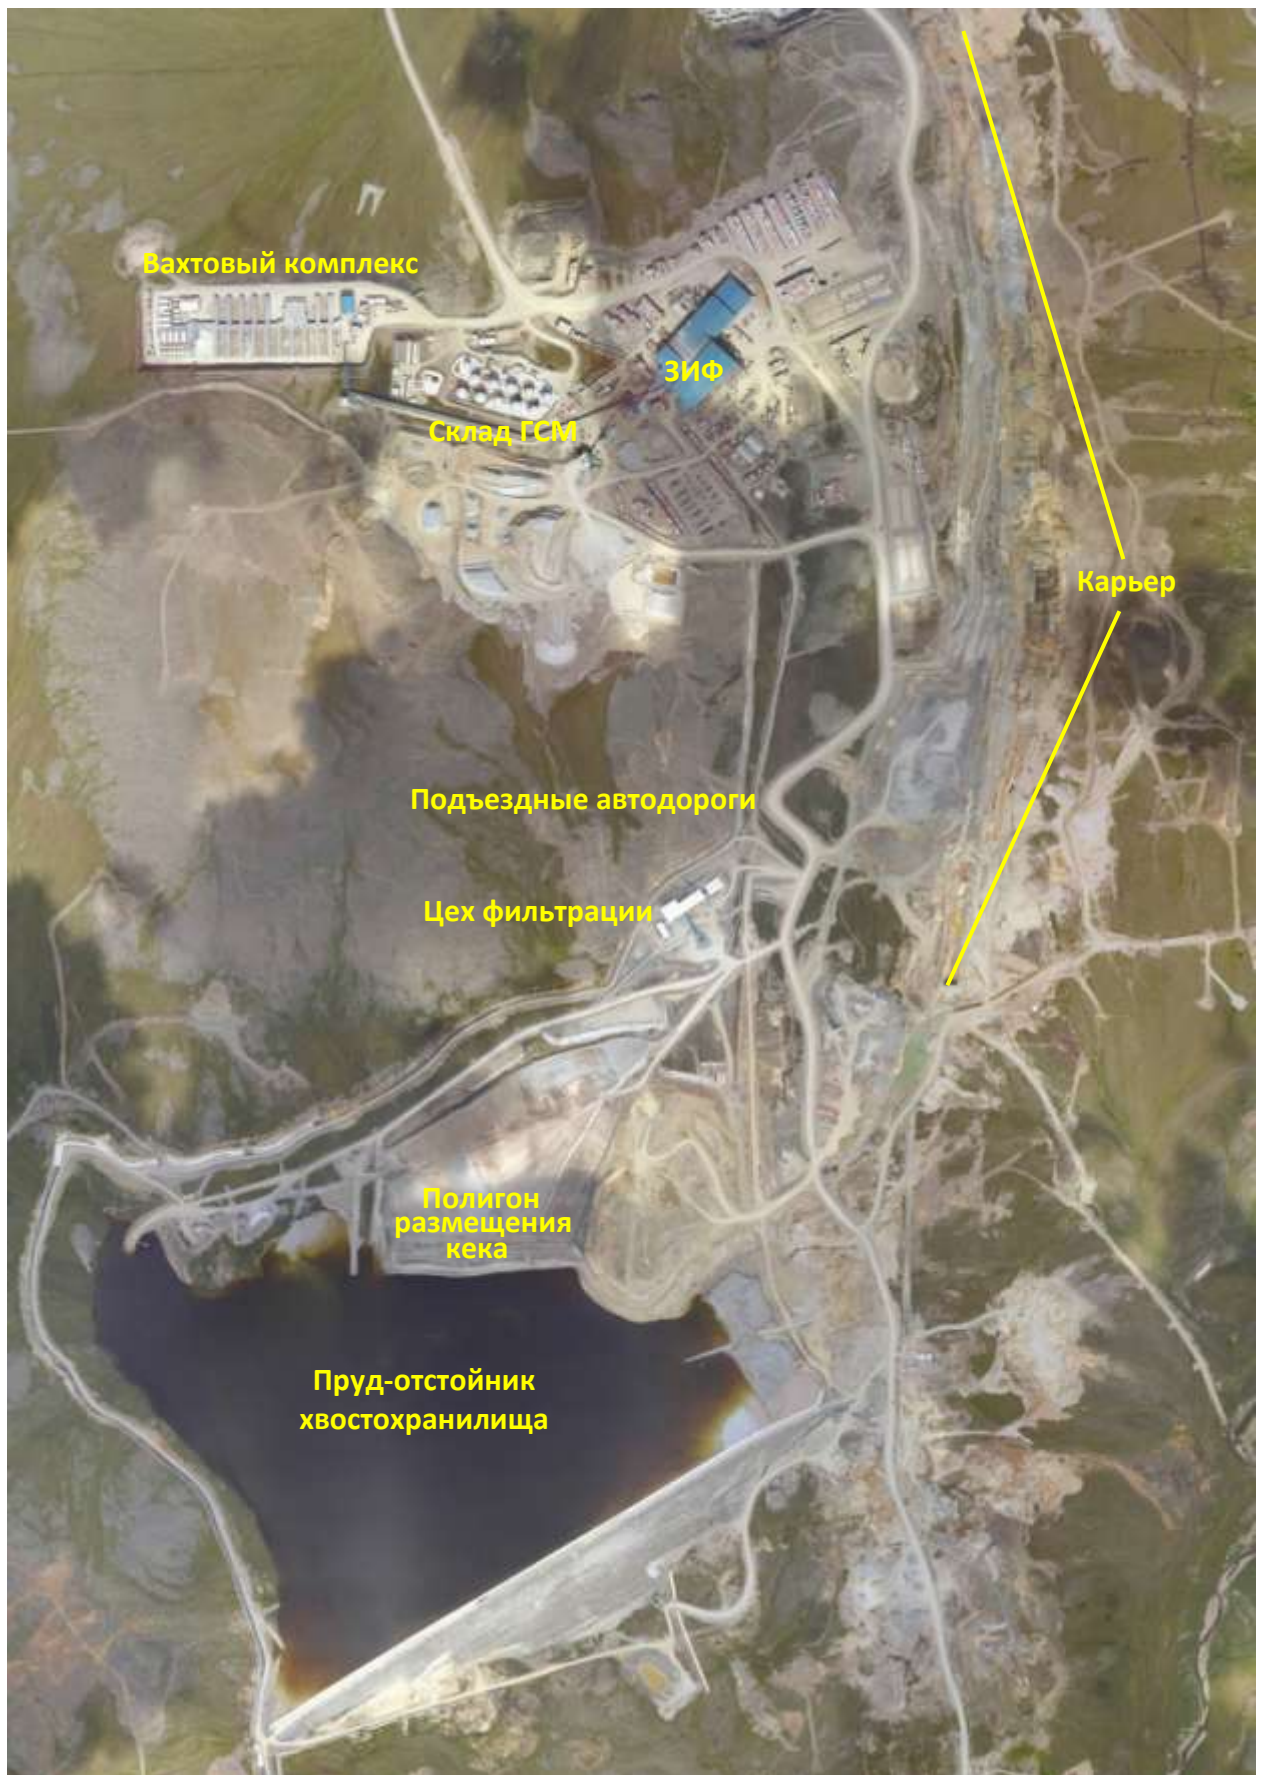 Вахтовый комплекс
ЗИФ
Склад ГСМ
Карьер
Подъездные автодороги
Цех фильтрации
Полигон
размещения
кека
Пруд-отстойник
хвостохранилища